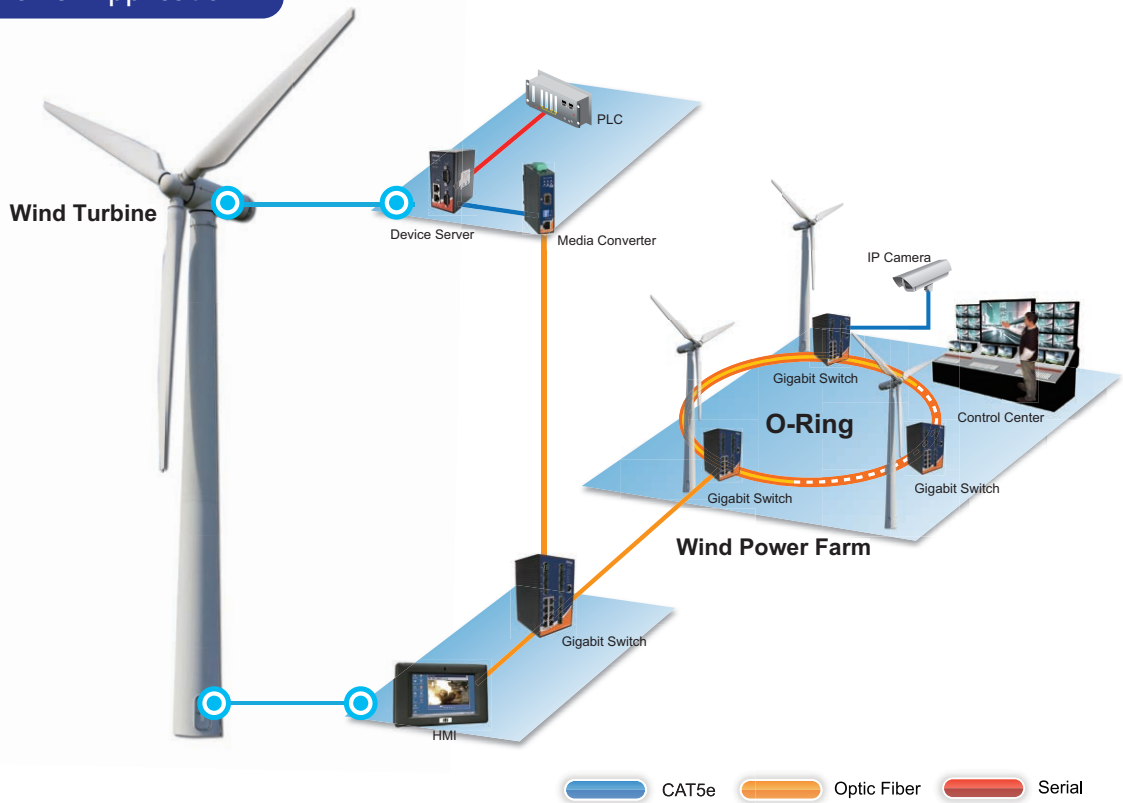 Application
PLC
Wind Turbine
Device Server
Media Converter
IP Camera
Gigabit Switch
O-Ring
Control Center
Gigabit Switch
Gigabit Switch
Wind Power Farm
Gigabit Switch
HMI
CAT5e
Optic Fiber
Serial